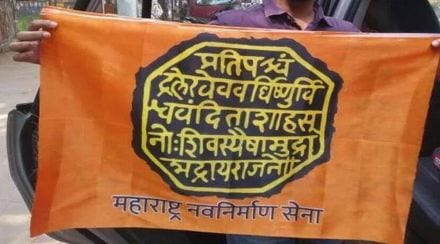 प्रतिपच्चं
द्रलेखेववर्धिष्णुर्वि
श्ववंदिताशाहसू
नोःशिवस्यैषामुद्रा
भद्रायराजते
महाराष्ट्र नवनिर्माण सेना